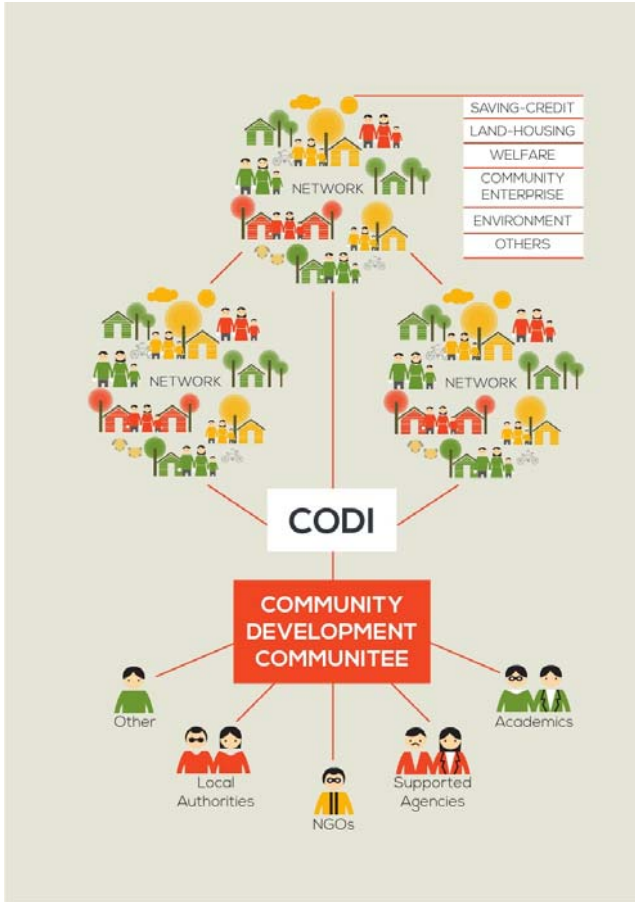 SAVING-CREDIT
LAND-HOUSING
WELFARE
COMMUNITY
ENTERPRISE
ENVIRONMENT
OTHERS
NETWORK
NETWORK
NETWORK
CODI
COMMUNITY
DEVELOPMENT
COMMUNITEE
Other
Local
Authorities
NGOs
Supported
Agencies
Academics